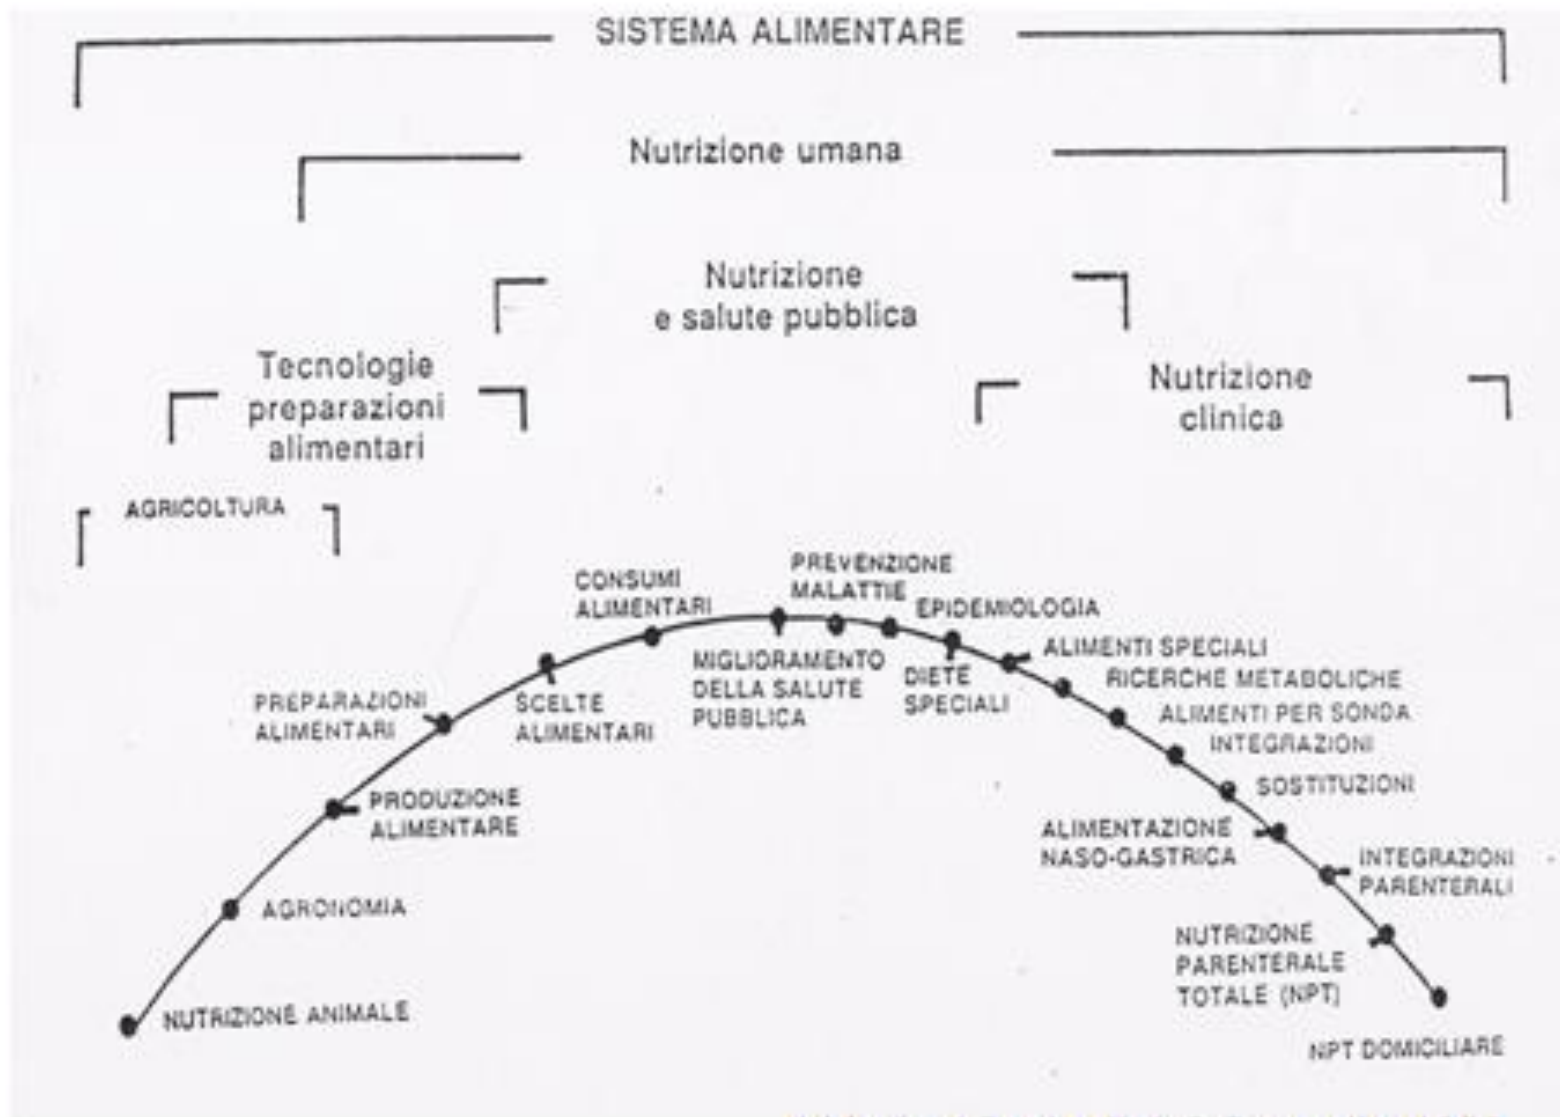 SISTEMA ALIMENTARE
Nutrizione umana
Nutrizione
e salute pubblica
Tecnologie
preparazioni
alimentari
Nutrizione
clinica
AGRICOLTURA
CONSUMI
ALIMENTARI
PREVENZIONE
MALATTIE
EPIDEMIOLOGIA
MIGLIORAMENTO
DELLA SALUTE
PUBBLICA
DIETE
SPECIALI
ALIMENTI SPECIALI
RICERCHE METABOLICHE
ALIMENTI PER SONDA
INTEGRAZIONI
SOSTITUZIONI
PREPARAZIONI
ALIMENTARI
SCELTE
ALIMENTARI
PRODUZIONE
ALIMENTARE
ALIMENTAZIONE
NASO-GASTRICA
INTEGRAZIONI
PARENTERALI
AGRONOMIA
NUTRIZIONE
PARENTERALE
TOTALE (NPT)
NUTRIZIONE ANIMALE
NPT DOMICILIARE